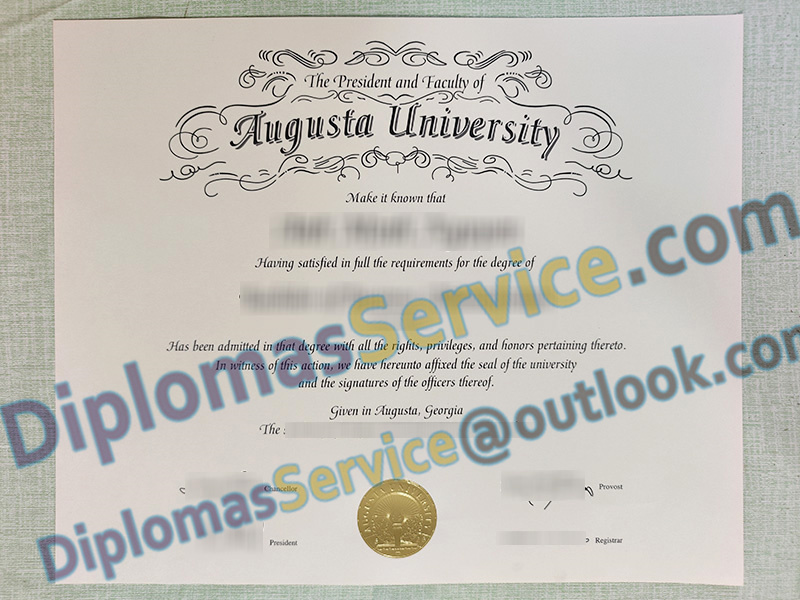 The President and Faculty of
Augusta University
Make it known that
Having satisfied in full the requirements for the degree of
Has been admitted in that degree with all the rights, privileges, and honors pertaining thereto.
In witness of this action, we have hereunto affixed the seal of the university
and the signatures of the officers thereof.
Given in Augusta, Georgia
The
Chancellor
Provost
President
Registrar
DiplomasService.com
DiplomasService@outlook.com